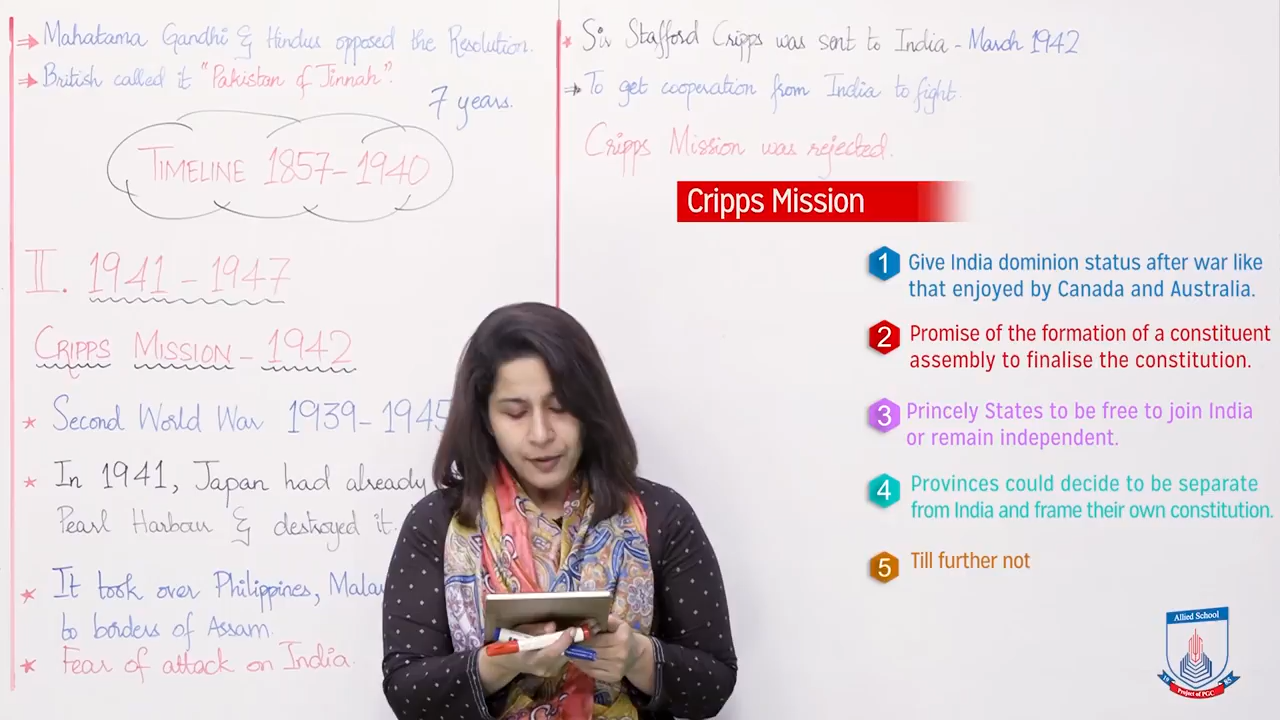 ⇒ Mahatama Gandhi & Hindus opposed the Resolution.
⇒ British called it "Pakistan of Jinnah".
7 years.
TIMELINE 1857-1940
II. 1941-1947
CRIPPS MISSION - 1942
* Second World War 1939-1945
* In 1941, Japan had already
Pearl Harbour & destroyed it.
* It took over Philippines,
to borders of Assam.
* Fear of attack on India.
* Sir Stafford Cripps was sent to India - March 1942
⇒ To get cooperation from India to fight.
Cripps Mission was rejected.
Cripps Mission
1 Give India dominion status after war like
that enjoyed by Canada and Australia.
2 Promise of the formation of a constituent
assembly to finalise the constitution.
3 Princely States to be free to join India
or remain independent.
4 Provinces could decide to be separate
from India and frame their own constitution.
5 Till further not
Allied School
19 85
Project of PGC